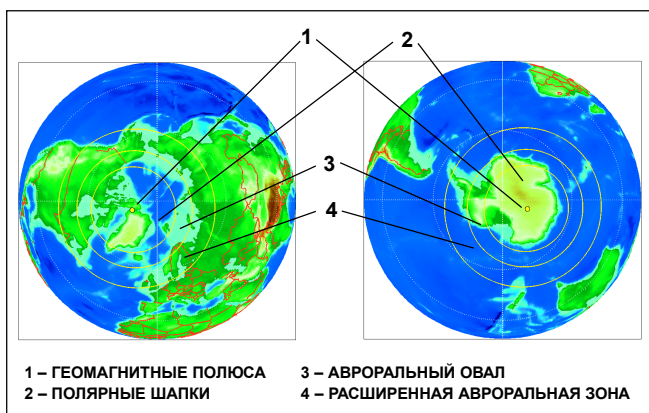 1
2
3
4
1 – ГЕОМАГНИТНЫЕ ПОЛЮСА
2 – ПОЛЯРНЫЕ ШАПКИ
3 – АВРОРАЛЬНЫЙ ОВАЛ
4 – РАСШИРЕННАЯ АВРОРАЛЬНАЯ ЗОНА